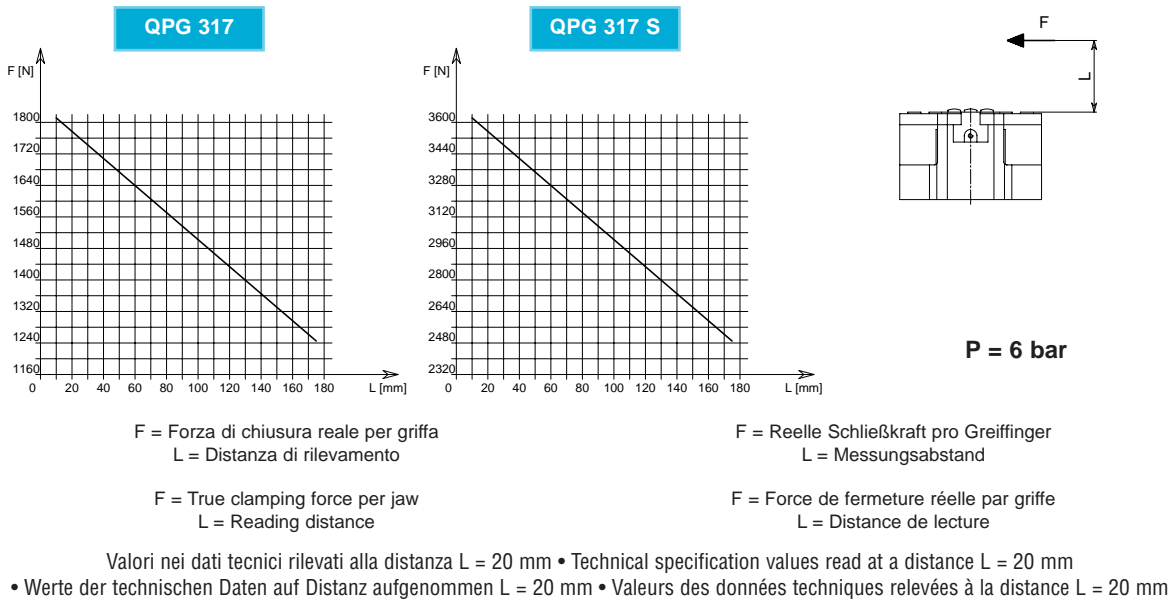 QPG 317
QPG 317 S
F
L
F [N]
1800
1720
1640
1560
1480
1400
1320
1240
1160
0 20 40 60 80 100 120 140 160 180
L [mm]
F [N]
3600
3440
3280
3120
2960
2800
2640
2480
2320
0 20 40 60 80 100 120 140 160 180
L [mm]
P = 6 bar
F = Forza di chiusura reale per griffa
L = Distanza di rilevamento
F = Reelle Schließkraft pro Greiffinger
L = Messungsabstand
F = True clamping force per jaw
L = Reading distance
F = Force de fermeture réelle par griffe
L = Distance de lecture
Valori nei dati tecnici rilevati alla distanza L = 20 mm • Technical specification values read at a distance L = 20 mm
• Werte der technischen Daten auf Distanz aufgenommen L = 20 mm • Valeurs des données techniques relevées à la distance L = 20 mm